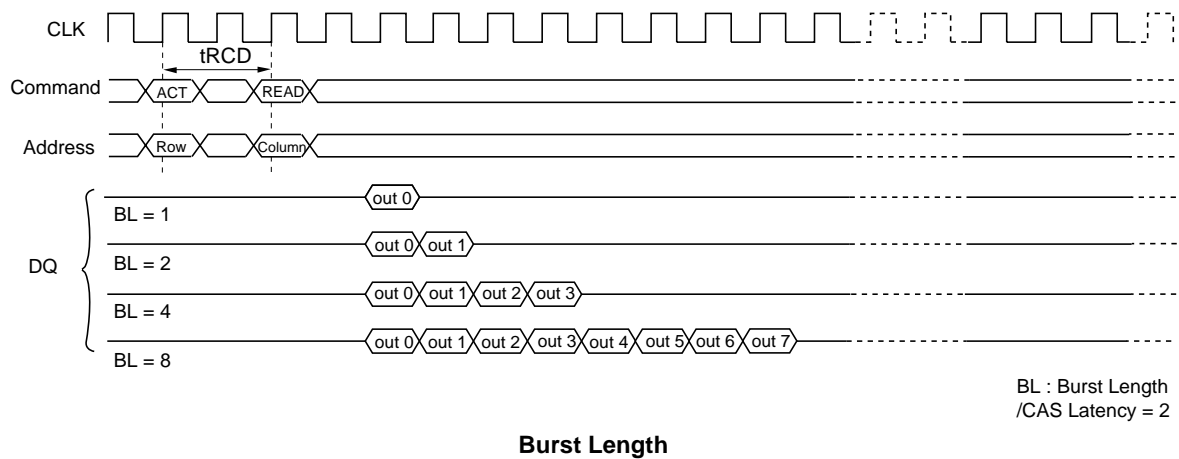 CLK
tRCD
Command ACT READ
Address Row Column
out 0
BL = 1
out 0 out 1
BL = 2
DQ
out 0 out 1 out 2 out 3
BL = 4
out 0 out 1 out 2 out 3 out 4 out 5 out 6 out 7
BL = 8
BL : Burst Length
/CAS Latency = 2
Burst Length